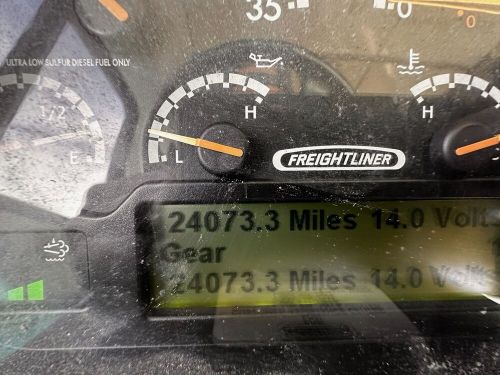 35
0
0
ULTRA LOW SULFUR DIESEL FUEL ONLY
1/2
E
H
L
H
FREIGHTLINER
24073.3 Miles 14.0 Volts
Gear
24073.3 Miles 14.0 Volts